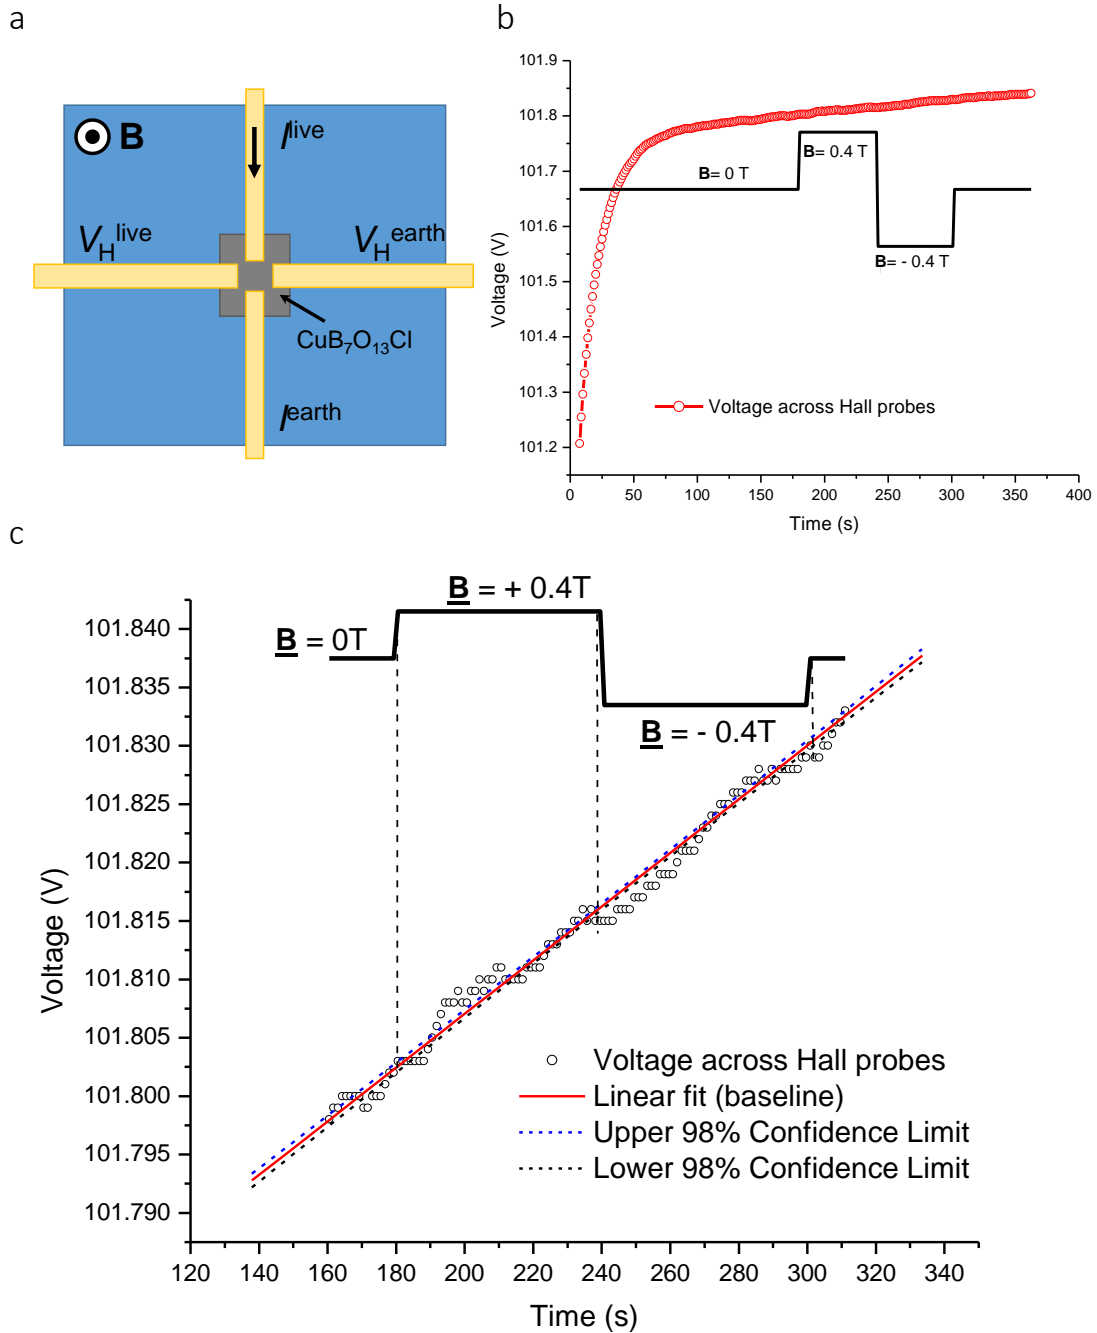 a
B
I^live
V_H^live
V_H^earth
CuB₇O₁₃Cl
I^earth
b
101.9
101.8
101.7
101.6
101.5
101.4
101.3
101.2
Voltage (V)
B= 0 T
B= 0.4 T
B= - 0.4 T
Voltage across Hall probes
0 50 100 150 200 250 300 350 400
Time (s)
c
B = + 0.4T
B = 0T
B = - 0.4T
101.840
101.835
101.830
101.825
101.820
101.815
101.810
101.805
101.800
101.795
101.790
Voltage (V)
Voltage across Hall probes
Linear fit (baseline)
Upper 98% Confidence Limit
Lower 98% Confidence Limit
120 140 160 180 200 220 240 260 280 300 320 340
Time (s)